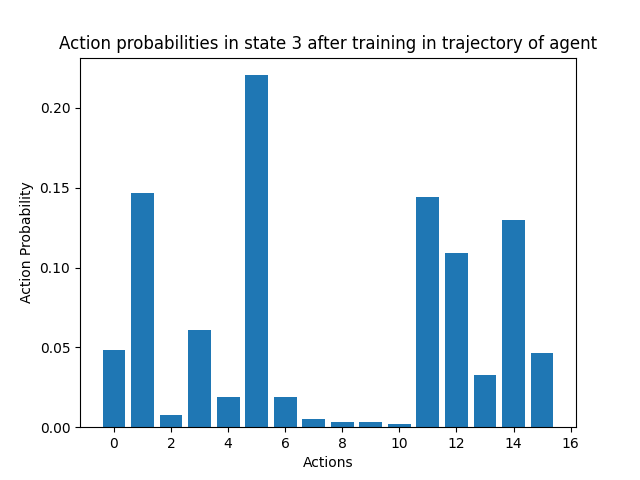 Action probabilities in state 3 after training in trajectory of agent
Action Probability
0.20
0.15
0.10
0.05
0.00
0 2 4 6 8 10 12 14 16
Actions